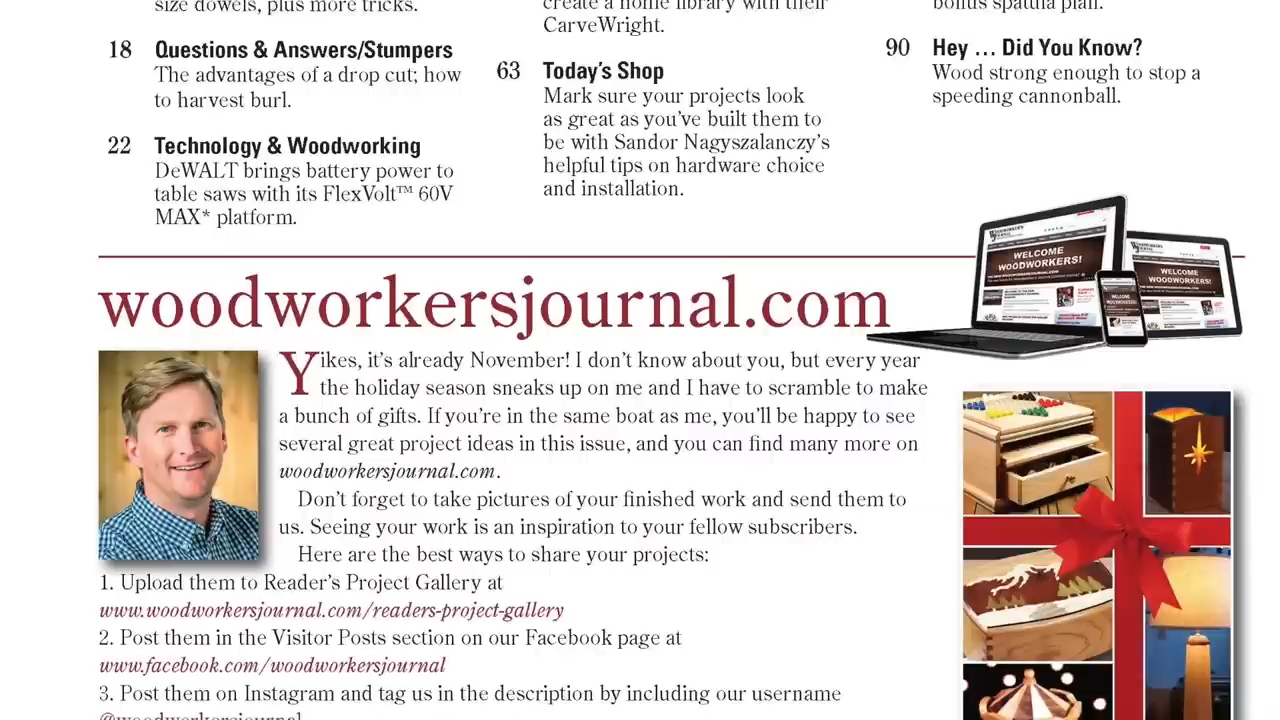 size dowels, plus more tricks.
18 Questions & Answers/Stumpers
The advantages of a drop cut; how
to harvest burl.
22 Technology & Woodworking
DeWALT brings battery power to
table saws with its FlexVolt™ 60V
MAX* platform.
create a home library with their
CarveWright.
63 Today's Shop
Mark sure your projects look
as great as you've built them to
be with Sandor Nagyszalanczy's
helpful tips on hardware choice
and installation.
bonus spatula plan.
90 Hey … Did You Know?
Wood strong enough to stop a
speeding cannonball.
WELCOME
WOODWORKERS!
WELCOME
WOODWORKERS!
woodworkersjournal.com
Yikes, it's already November! I don't know about you, but every year
the holiday season sneaks up on me and I have to scramble to make
a bunch of gifts. If you're in the same boat as me, you'll be happy to see
several great project ideas in this issue, and you can find many more on
woodworkersjournal.com.
Don't forget to take pictures of your finished work and send them to
us. Seeing your work is an inspiration to your fellow subscribers.
Here are the best ways to share your projects:
1. Upload them to Reader's Project Gallery at
www.woodworkersjournal.com/readers-project-gallery
2. Post them in the Visitor Posts section on our Facebook page at
www.facebook.com/woodworkersjournal
3. Post them on Instagram and tag us in the description by including our username
@woodworkersjournal